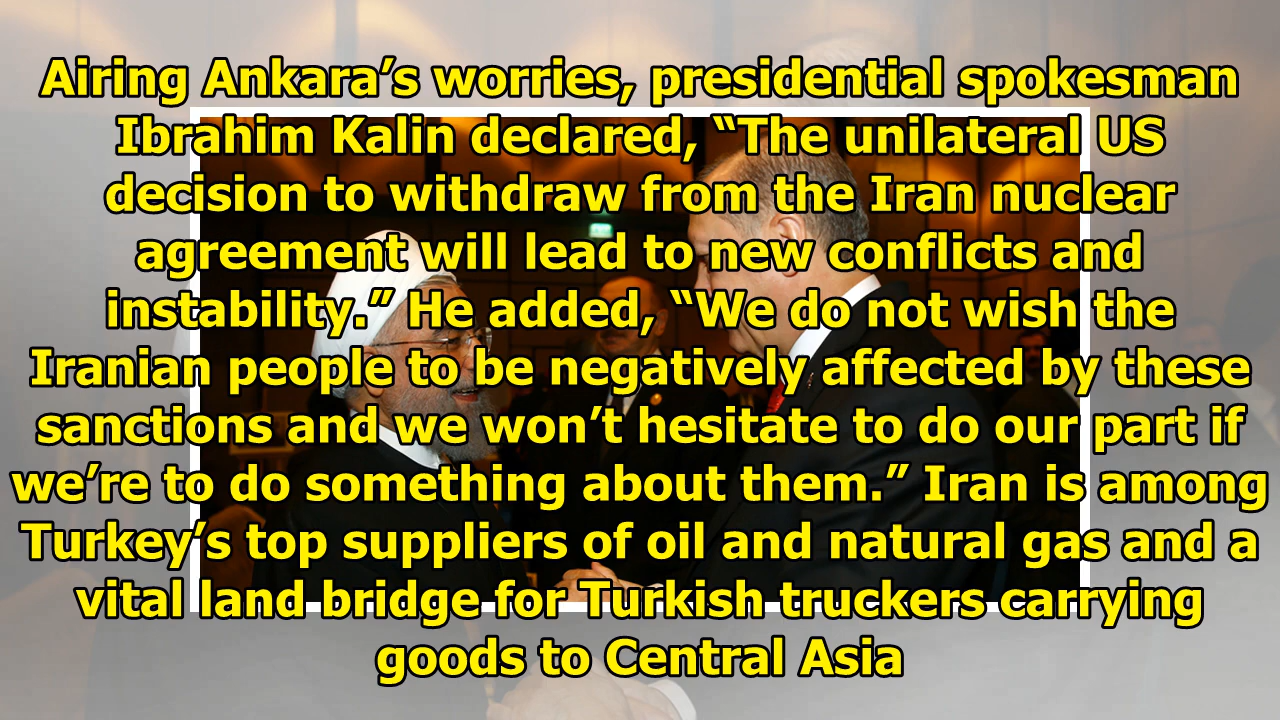 Airing Ankara’s worries, presidential spokesman
Ibrahim Kalin declared, “The unilateral US
decision to withdraw from the Iran nuclear
agreement will lead to new conflicts and
instability.” He added, “We do not wish the
Iranian people to be negatively affected by these
sanctions and we won’t hesitate to do our part if
we’re to do something about them.” Iran is among
Turkey’s top suppliers of oil and natural gas and a
vital land bridge for Turkish truckers carrying
goods to Central Asia